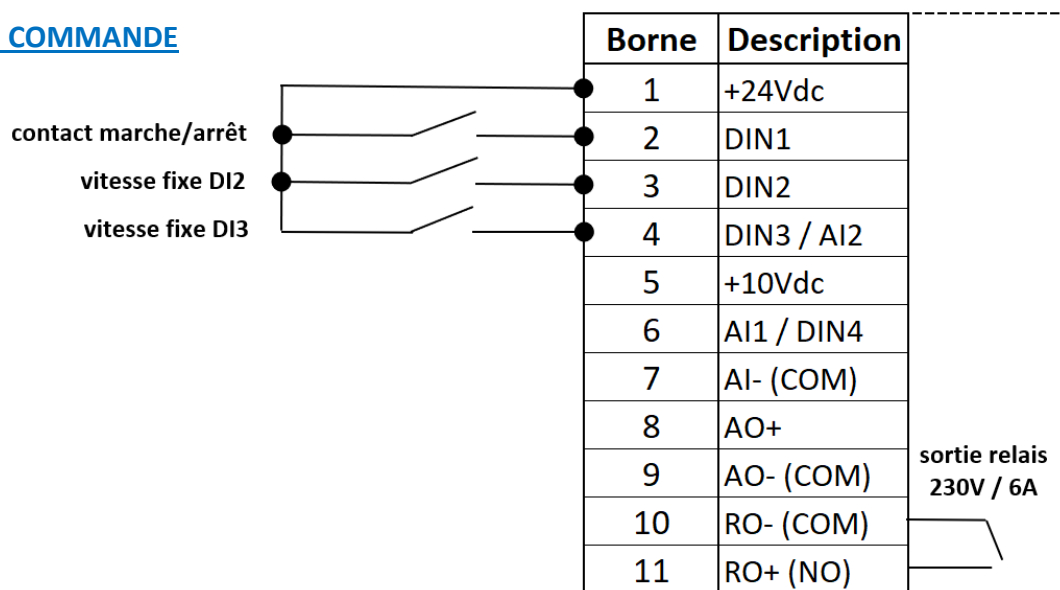 COMMANDE
Borne Description
1 +24Vdc
contact marche/arrêt 2 DIN1
vitesse fixe DI2 3 DIN2
vitesse fixe DI3 4 DIN3 / AI2
5 +10Vdc
6 AI1 / DIN4
7 AI- (COM)
8 AO+
sortie relais
9 AO- (COM) 230V / 6A
10 RO- (COM)
11 RO+ (NO)